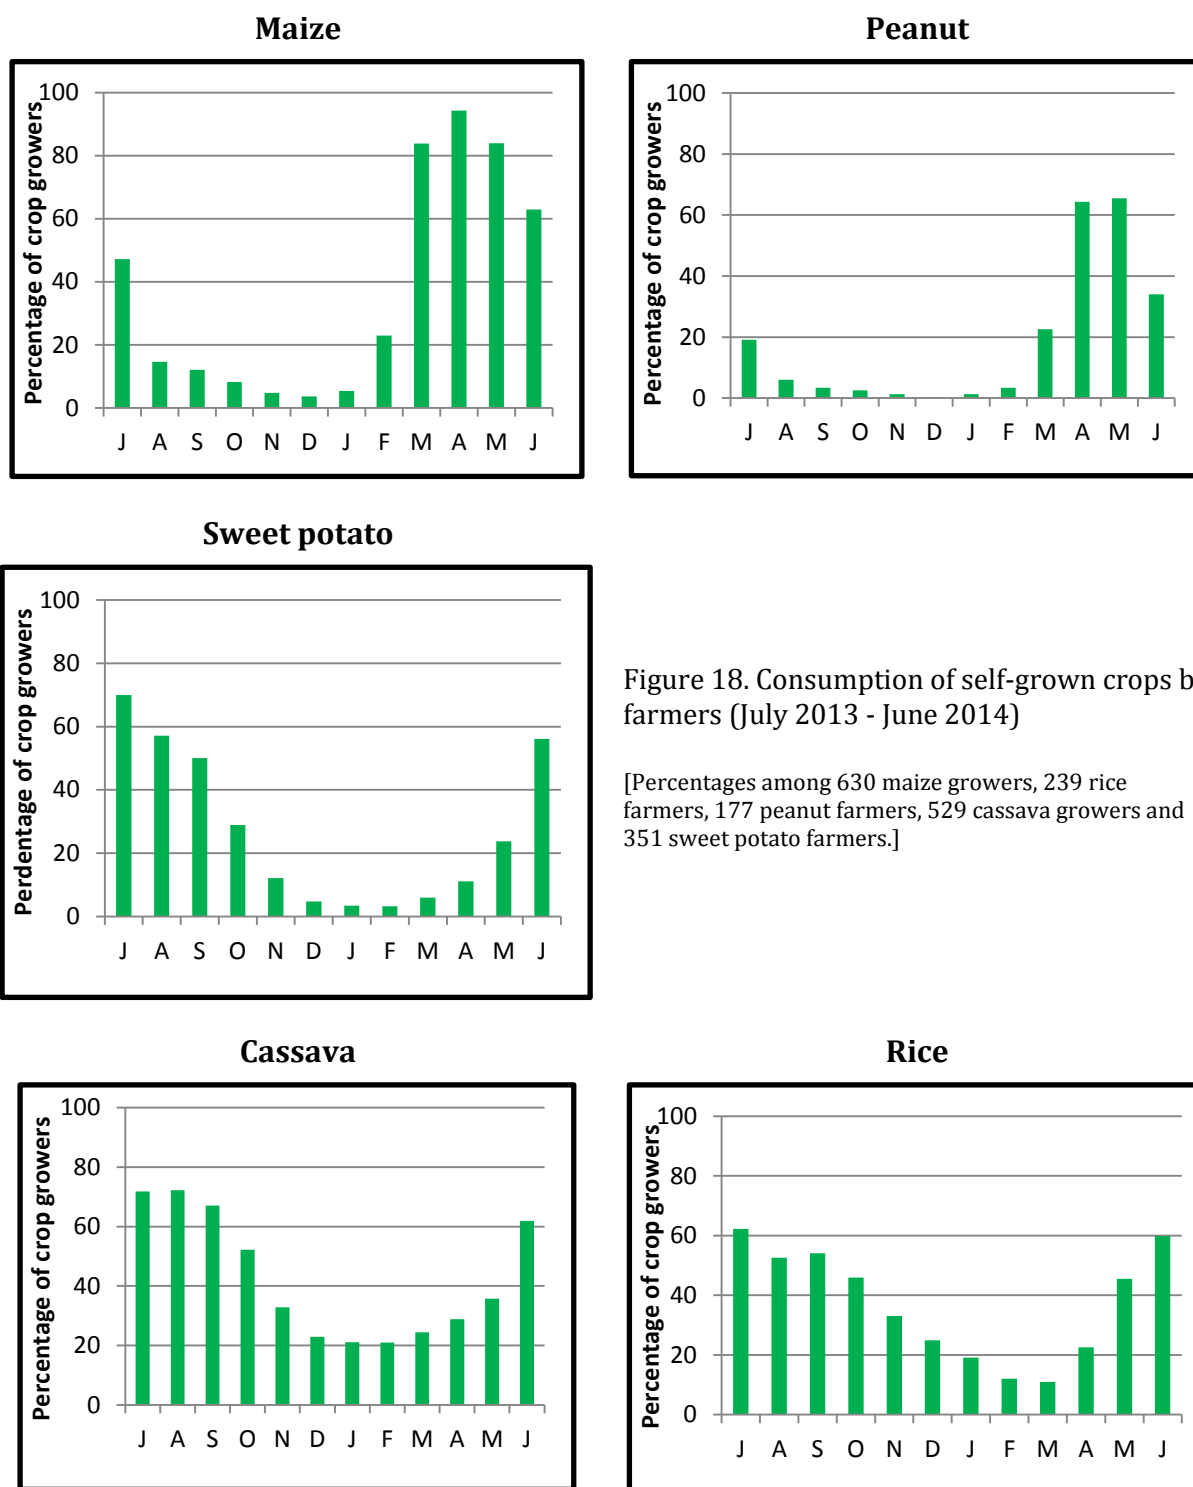 Maize
Percentage of crop growers
100
80
60
40
20
0
J A S O N D J F M A M J
Peanut
Percentage of crop growers
100
80
60
40
20
0
J A S O N D J F M A M J
Sweet potato
Perdentage of crop growers
100
80
60
40
20
0
J A S O N D J F M A M J
Figure 18. Consumption of self-grown crops b
farmers (July 2013 - June 2014)
[Percentages among 630 maize growers, 239 rice
farmers, 177 peanut farmers, 529 cassava growers and
351 sweet potato farmers.]
Cassava
Percentage of crop growers
100
80
60
40
20
0
J A S O N D J F M A M J
Rice
Percentage of crop growers
100
80
60
40
20
0
J A S O N D J F M A M J